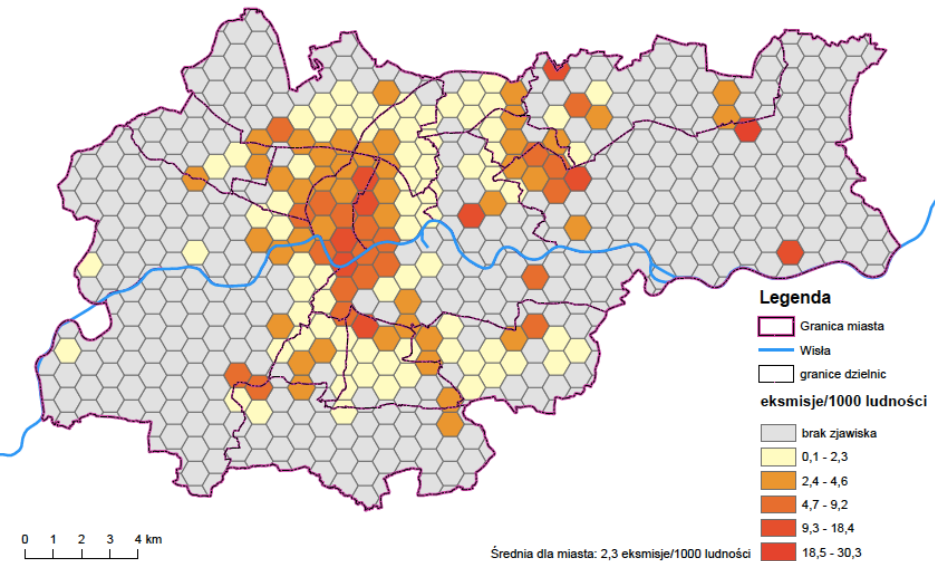 Legenda
Granica miasta
Wisła
granice dzielnic
eksmisje/1000 ludności
brak zjawiska
0,1 - 2,3
2,4 - 4,6
4,7 - 9,2
9,3 - 18,4
18,5 - 30,3
0 1 2 3 4 km
Średnia dla miasta: 2,3 eksmisje/1000 ludności